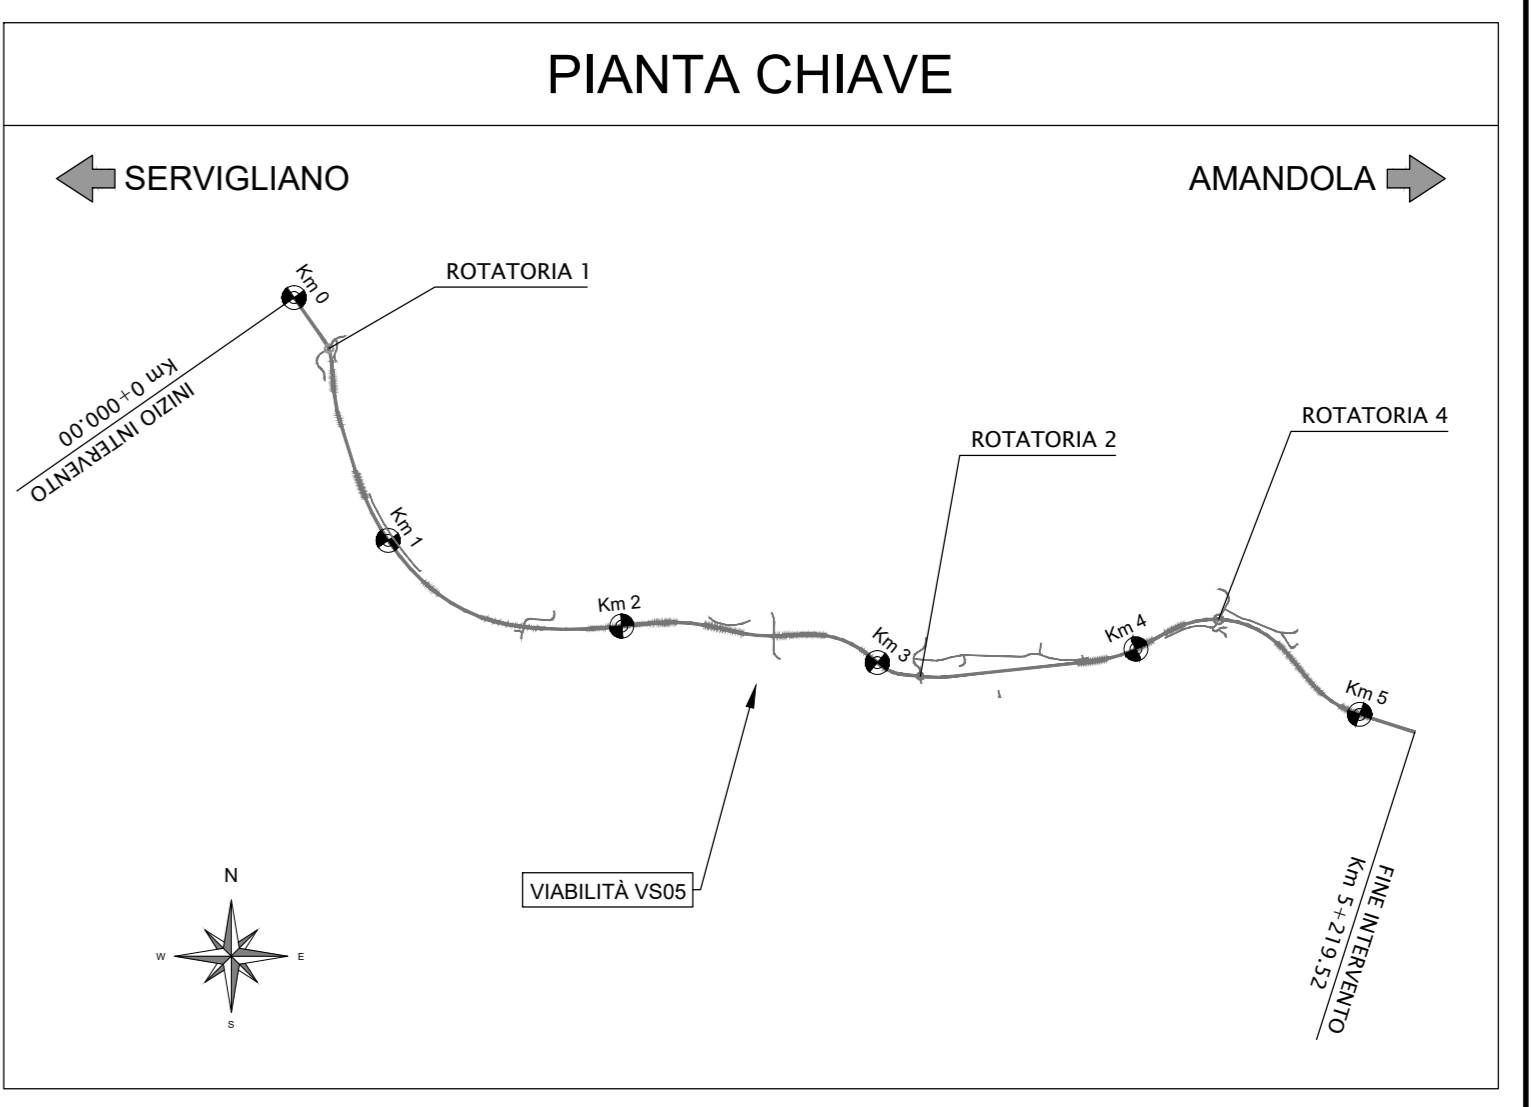 PIANTA CHIAVE
SERVIGLIANO
AMANDOLA
Km 0
ROTATORIA 1
Km 0+000.00
INIZIO INTERVENTO
ROTATORIA 4
ROTATORIA 2
Km 1
Km 2
Km 3
Km 4
Km 5
VIABILITÀ VS05
FINE INTERVENTO
Km 5+219.52
N
W
E
S